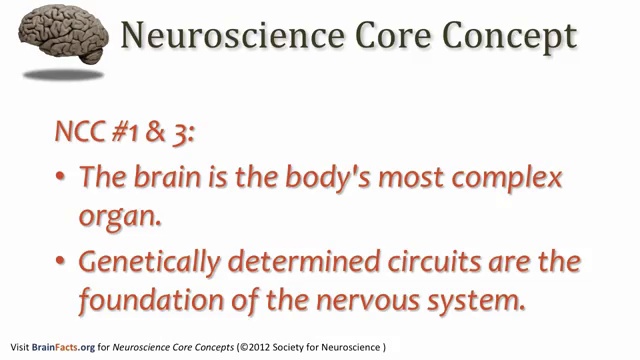 Neuroscience Core Concept
NCC #1 & 3:
• The brain is the body's most complex
organ.
• Genetically determined circuits are the
foundation of the nervous system.
Visit BrainFacts.org for Neuroscience Core Concepts (©2012 Society for Neuroscience )